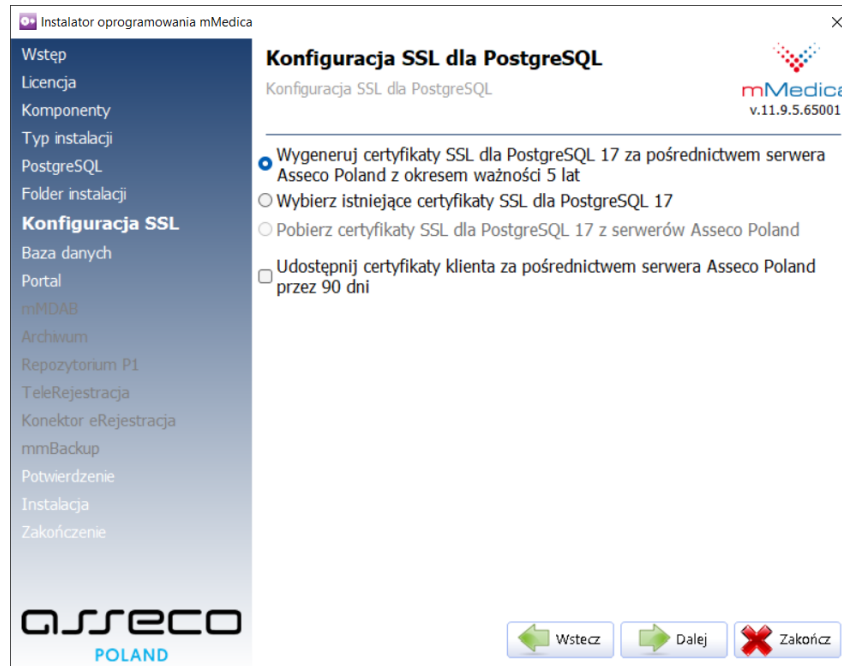 Instalator oprogramowania mMedica
Wstęp
Licencja
Komponenty
Typ instalacji
PostgreSQL
Folder instalacji
Konfiguracja SSL
Baza danych
Portal
mMDAB
Archiwum
Repozytorium P1
TeleRejestracja
Konektor eRejestracja
mmBackup
Potwierdzenie
Instalacja
Zakończenie
asseco
POLAND
Konfiguracja SSL dla PostgreSQL
Konfiguracja SSL dla PostgreSQL
mMedica
v.11.9.5.65001
Wygeneruj certyfikaty SSL dla PostgreSQL 17 za pośrednictwem serwera
Asseco Poland z okresem ważności 5 lat
Wybierz istniejące certyfikaty SSL dla PostgreSQL 17
Pobierz certyfikaty SSL dla PostgreSQL 17 z serwerów Asseco Poland
Udostępnij certyfikaty klienta za pośrednictwem serwera Asseco Poland
przez 90 dni
Wstecz
Dalej
Zakończ